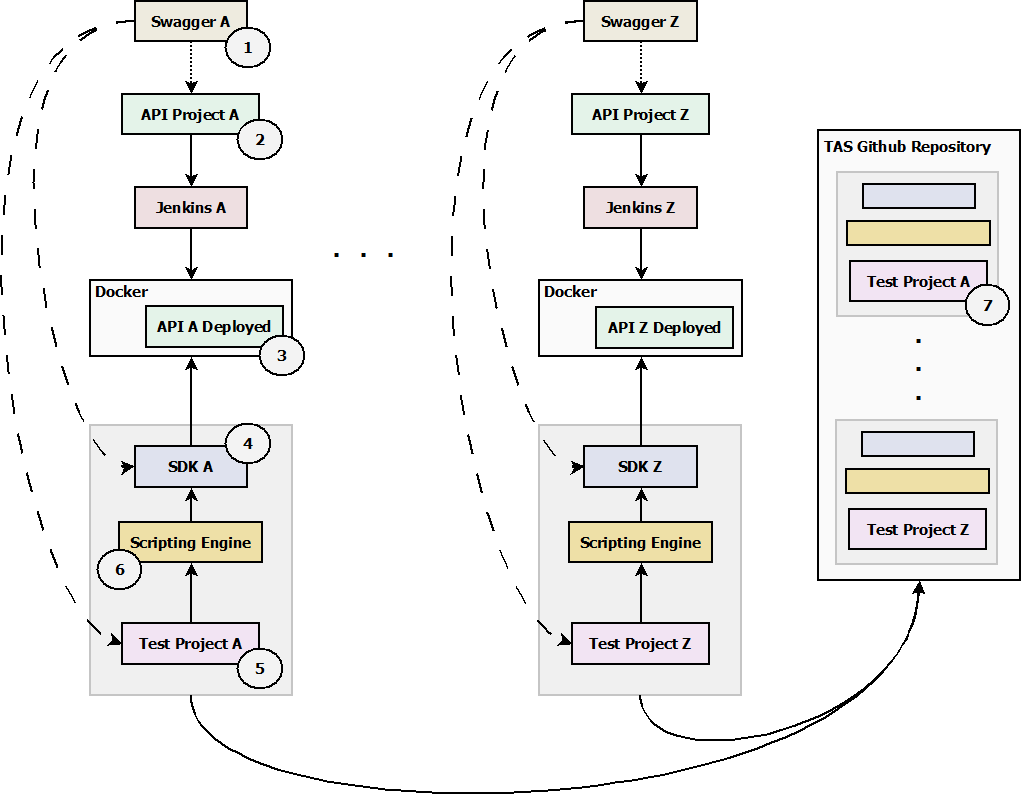 Swagger A
1
API Project A
2
Jenkins A
Docker
API A Deployed
3
4
SDK A
Scripting Engine
6
Test Project A
5
. . .
Swagger Z
API Project Z
Jenkins Z
Docker
API Z Deployed
SDK Z
Scripting Engine
Test Project Z
TAS Github Repository
Test Project A
7
.
.
.
Test Project Z